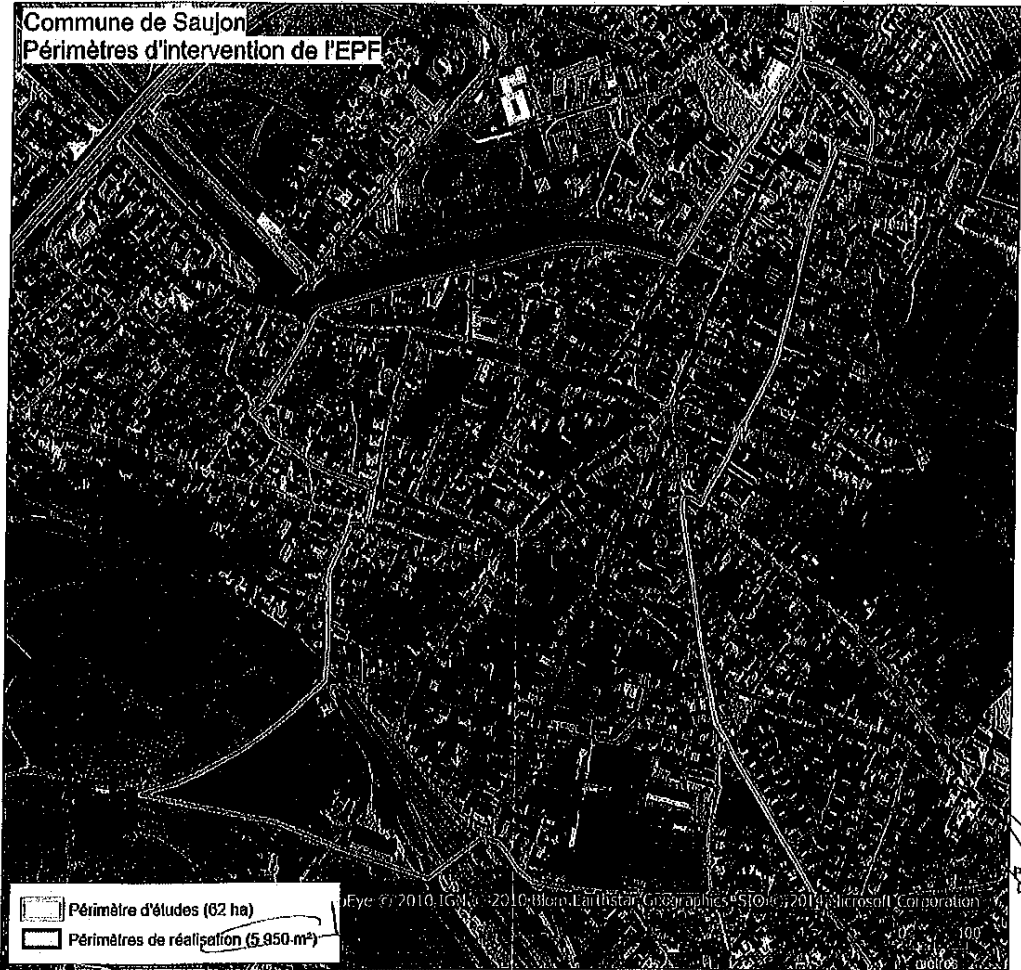 Commune de Saujon
Périmètres d'intervention de l'EPF
Périmètre d'études (62 ha)
Périmètres de réalisation (5 950 m²)
Eye © 2010 IGN © 2010 Blom Earthstar Geographics SIO © 2014 Microsoft Corporation
0 100
mètres